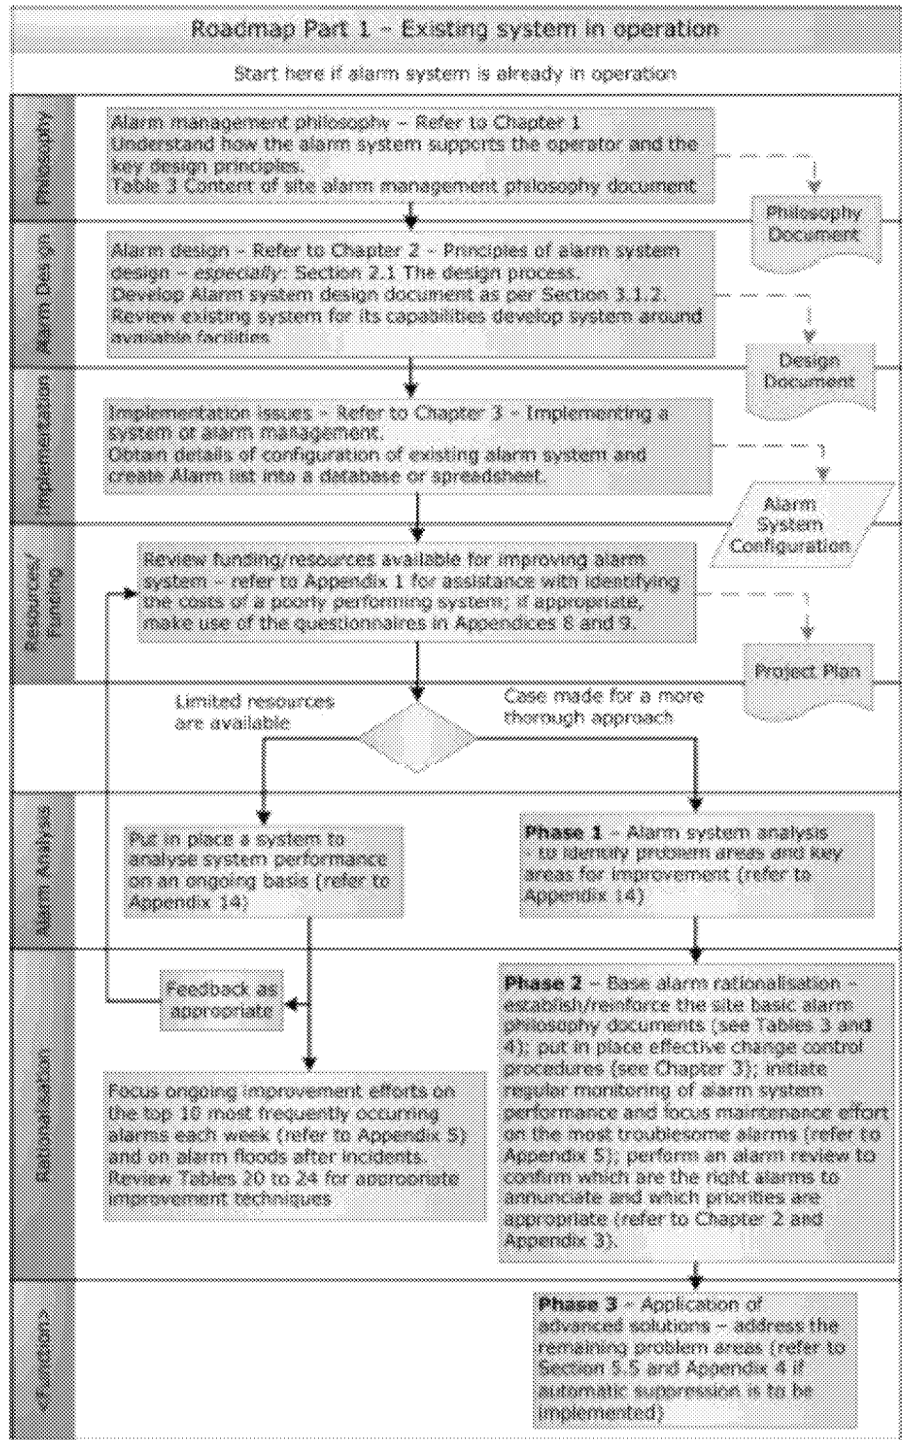 Roadmap Part 1 – Existing system in operation
Start here if alarm system is already in operation
Philosophy
Alarm management philosophy – Refer to Chapter 1
Understand how the alarm system supports the operator and the
key design principles.
Table 3 Content of site alarm management philosophy document
Philosophy
Document
Alarm Design
Alarm design – Refer to Chapter 2 – Principles of alarm system
design – especially: Section 2.1 The design process.
Develop Alarm system design document as per Section 3.1.2.
Review existing system for its capabilities develop system around
available facilities
Design
Document
Implementation
Implementation issues – Refer to Chapter 3 – Implementing a
system of alarm management.
Obtain details of configuration of existing alarm system and
create Alarm list into a database or spreadsheet.
Alarm
System
Configuration
Resources/
Funding
Review funding/resources available for improving alarm
system – refer to Appendix 1 for assistance with identifying
the costs of a poorly performing system; if appropriate,
make use of the questionnaires in Appendices 8 and 9.
Project Plan
Limited resources
are available
Case made for a more
thorough approach
Alarm Analysis
Put in place a system to
analyse system performance
on an ongoing basis (refer to
Appendix 14)
Phase 1 – Alarm system analysis
- to identify problem areas and key
areas for improvement (refer to
Appendix 14)
Rationalisation
Feedback as
appropriate
Focus ongoing improvement efforts on
the top 10 most frequently occurring
alarms each week (refer to Appendix 5)
and on alarm floods after incidents.
Review Tables 20 to 24 for appropriate
improvement techniques
Phase 2 – Base alarm rationalisation –
establish/reinforce the site basic alarm
philosophy documents (see Tables 3 and
4); put in place effective change control
procedures (see Chapter 3); initiate
regular monitoring of alarm system
performance and focus maintenance effort
on the most troublesome alarms (refer to
Appendix 5); perform an alarm review to
confirm which are the right alarms to
annunciate and which priorities are
appropriate (refer to Chapter 2 and
Appendix 3).
<Function>
Phase 3 – Application of
advanced solutions – address the
remaining problem areas (refer to
Section 5.5 and Appendix 4 if
automatic suppression is to be
implemented)